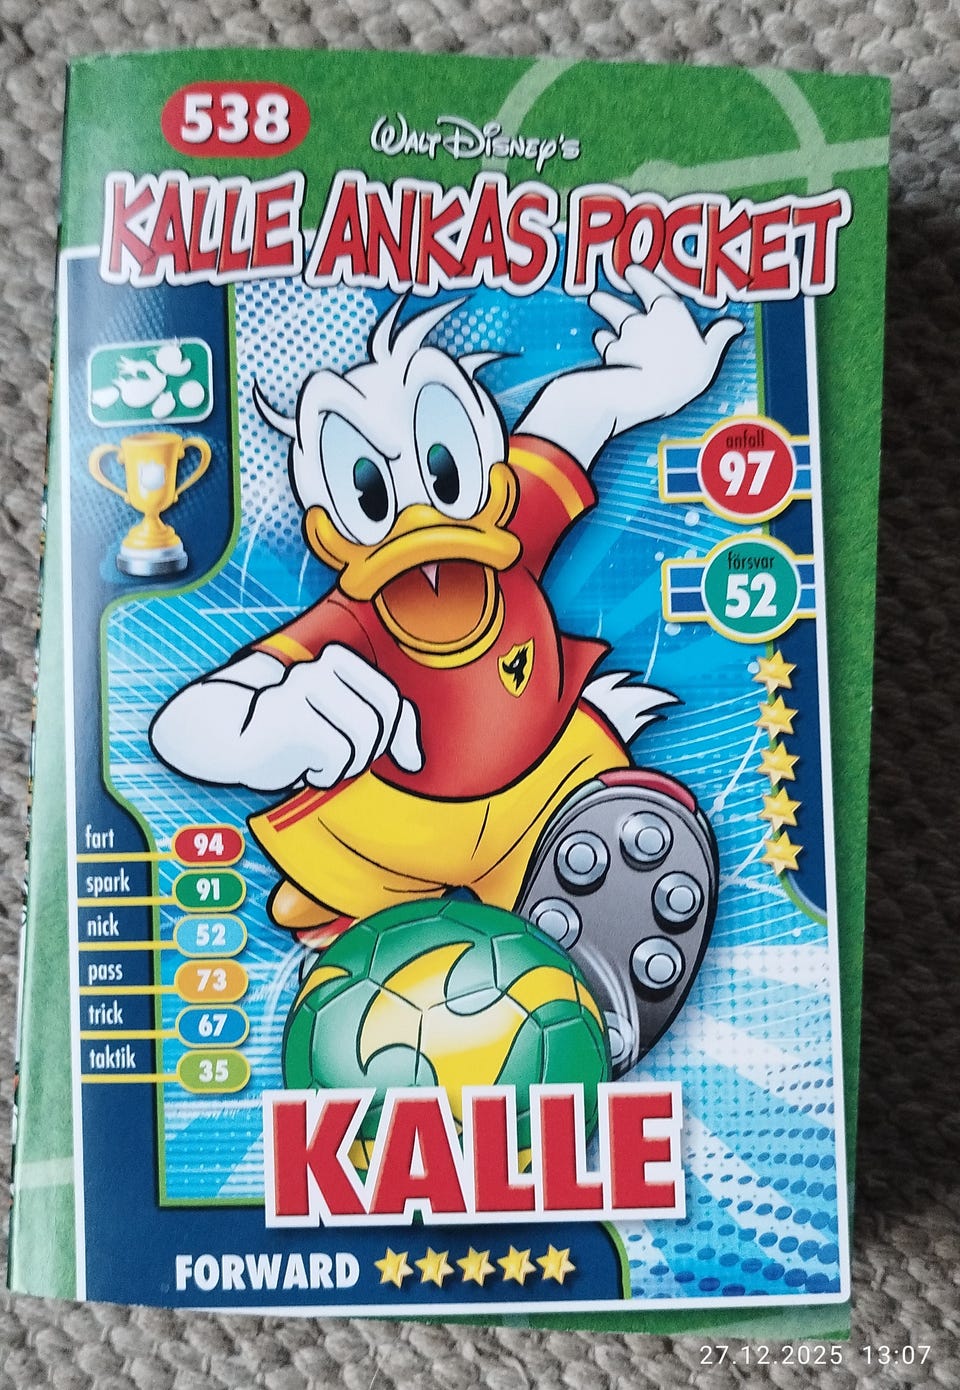 538
WALT DISNEY'S
KALLE ANKAS POCKET
anfall
97
försvar
52
fart 94
spark 91
nick 52
pass 73
trick 67
taktik 35
KALLE
FORWARD
27.12.2025 13:07